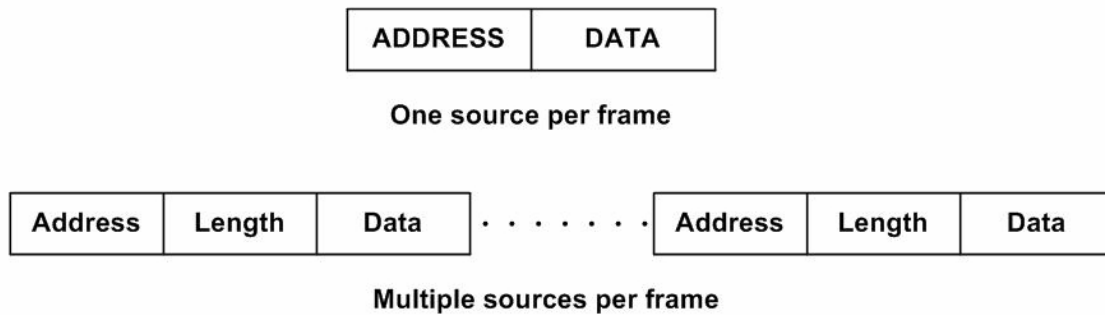 ADDRESS DATA
One source per frame
Address Length Data . . . . . . . Address Length Data
Multiple sources per frame